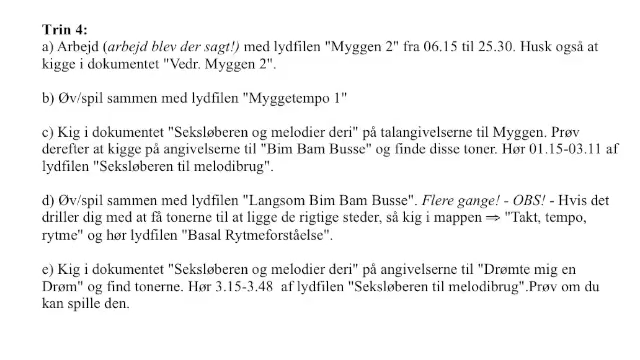 Trin 4:
a) Arbejd (arbejd blev der sagt!) med lydfilen "Myggen 2" fra 06.15 til 25.30. Husk også at
kigge i dokumentet "Vedr. Myggen 2".
b) Øv/spil sammen med lydfilen "Myggetempo 1"
c) Kig i dokumentet "Seksløberen og melodier deri" på talangivelserne til Myggen. Prøv
derefter at kigge på angivelserne til "Bim Bam Busse" og finde disse toner. Hør 01.15-03.11 af
lydfilen "Seksløberen til melodibrug".
d) Øv/spil sammen med lydfilen "Langsom Bim Bam Busse". Flere gange! - OBS! - Hvis det
driller dig med at få tonerne til at ligge de rigtige steder, så kig i mappen ⇒ "Takt, tempo,
rytme" og hør lydfilen "Basal Rytmeforståelse".
e) Kig i dokumentet "Seksløberen og melodier deri" på angivelserne til "Drømte mig en
Drøm" og find tonerne. Hør 3.15-3.48 af lydfilen "Seksløberen til melodibrug".Prøv om du
kan spille den.